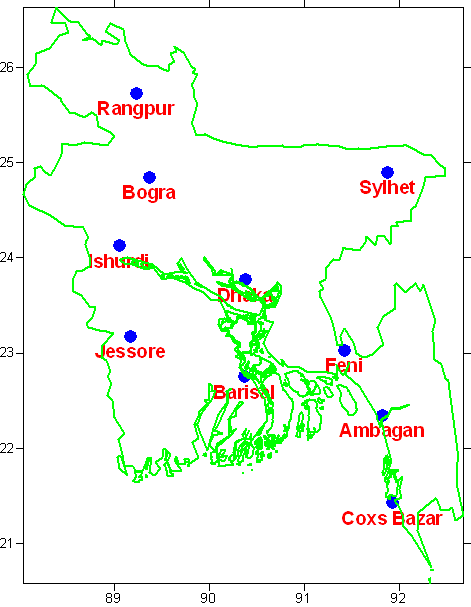 26
Rangpur
25
Bogra
Sylhet
24
Ishurdi
Dhaka
23
Jessore
Feni
Barisal
22
Ambagan
Coxs Bazar
21
89 90 91 92